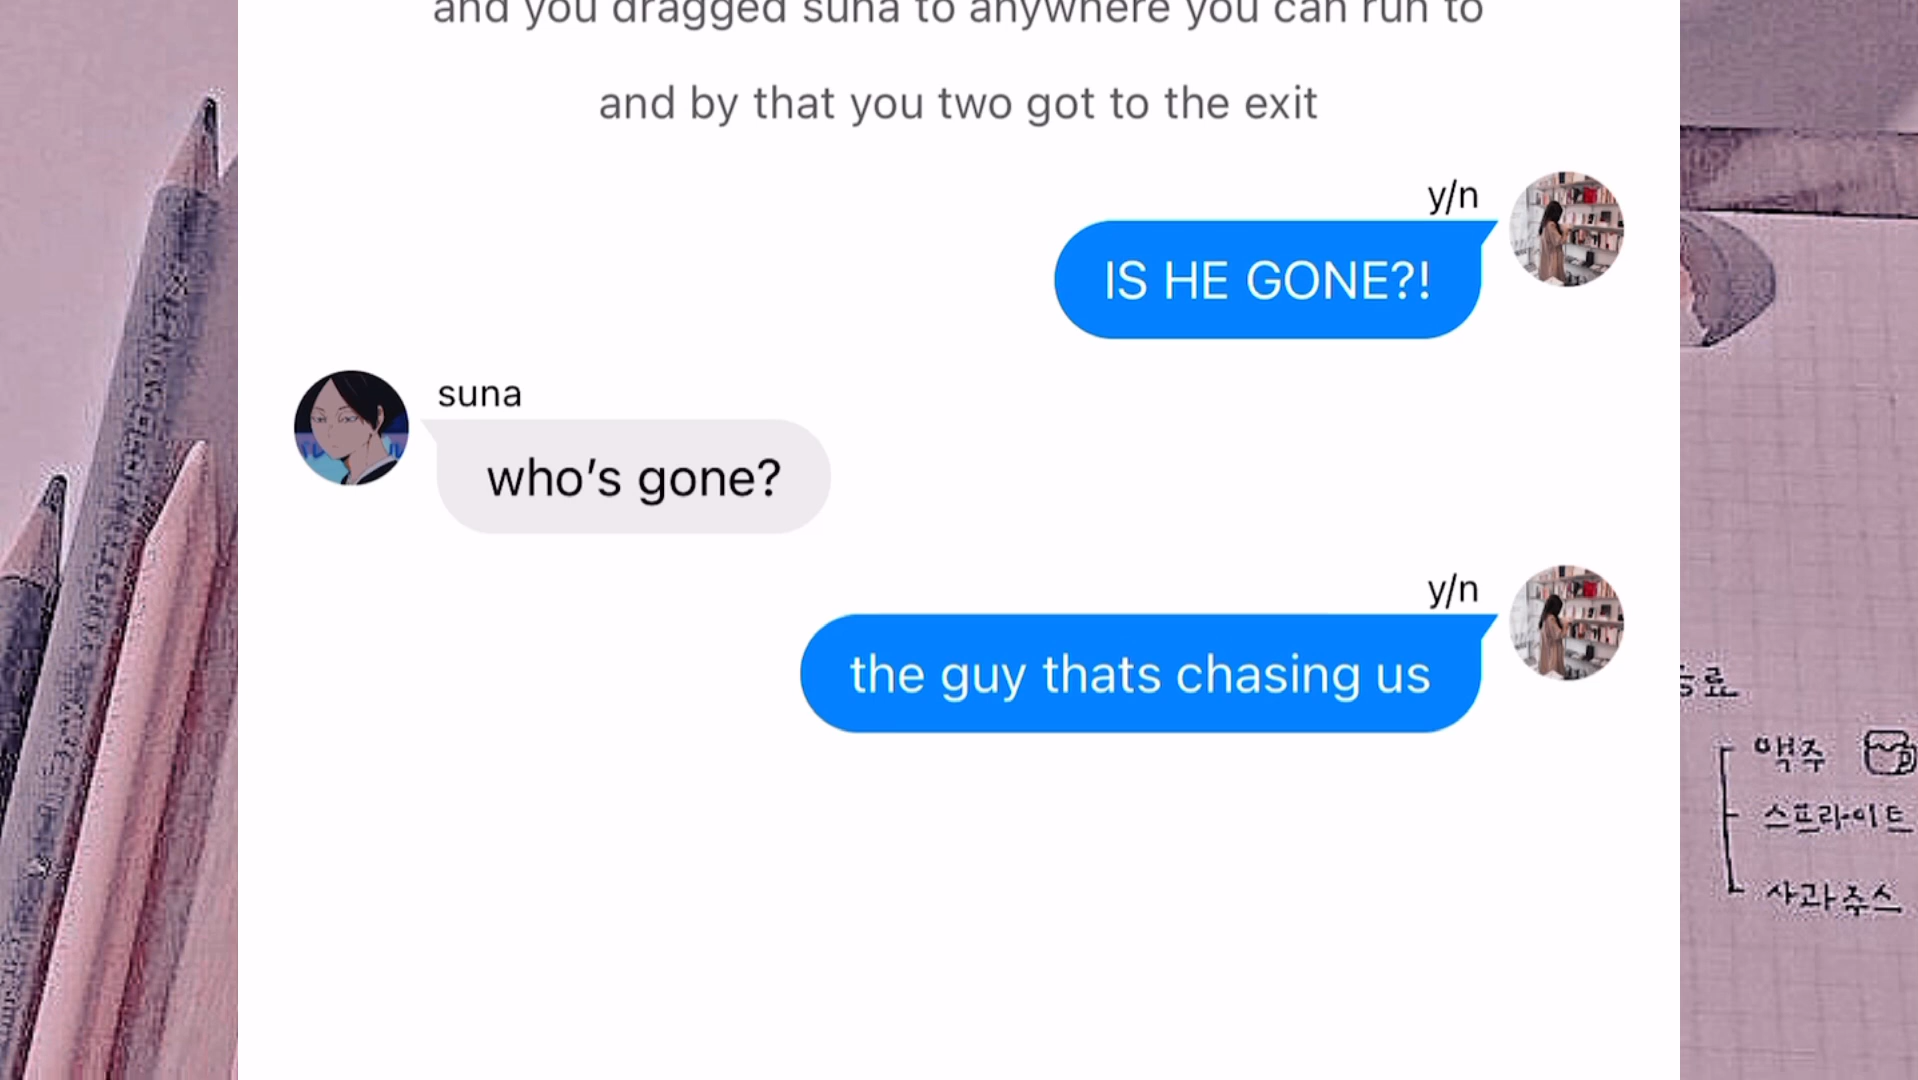 and you dragged suna to anywhere you can run to
and by that you two got to the exit
y/n
IS HE GONE?!
suna
who’s gone?
y/n
the guy thats chasing us
맥주
스프라이트
사과쥬스